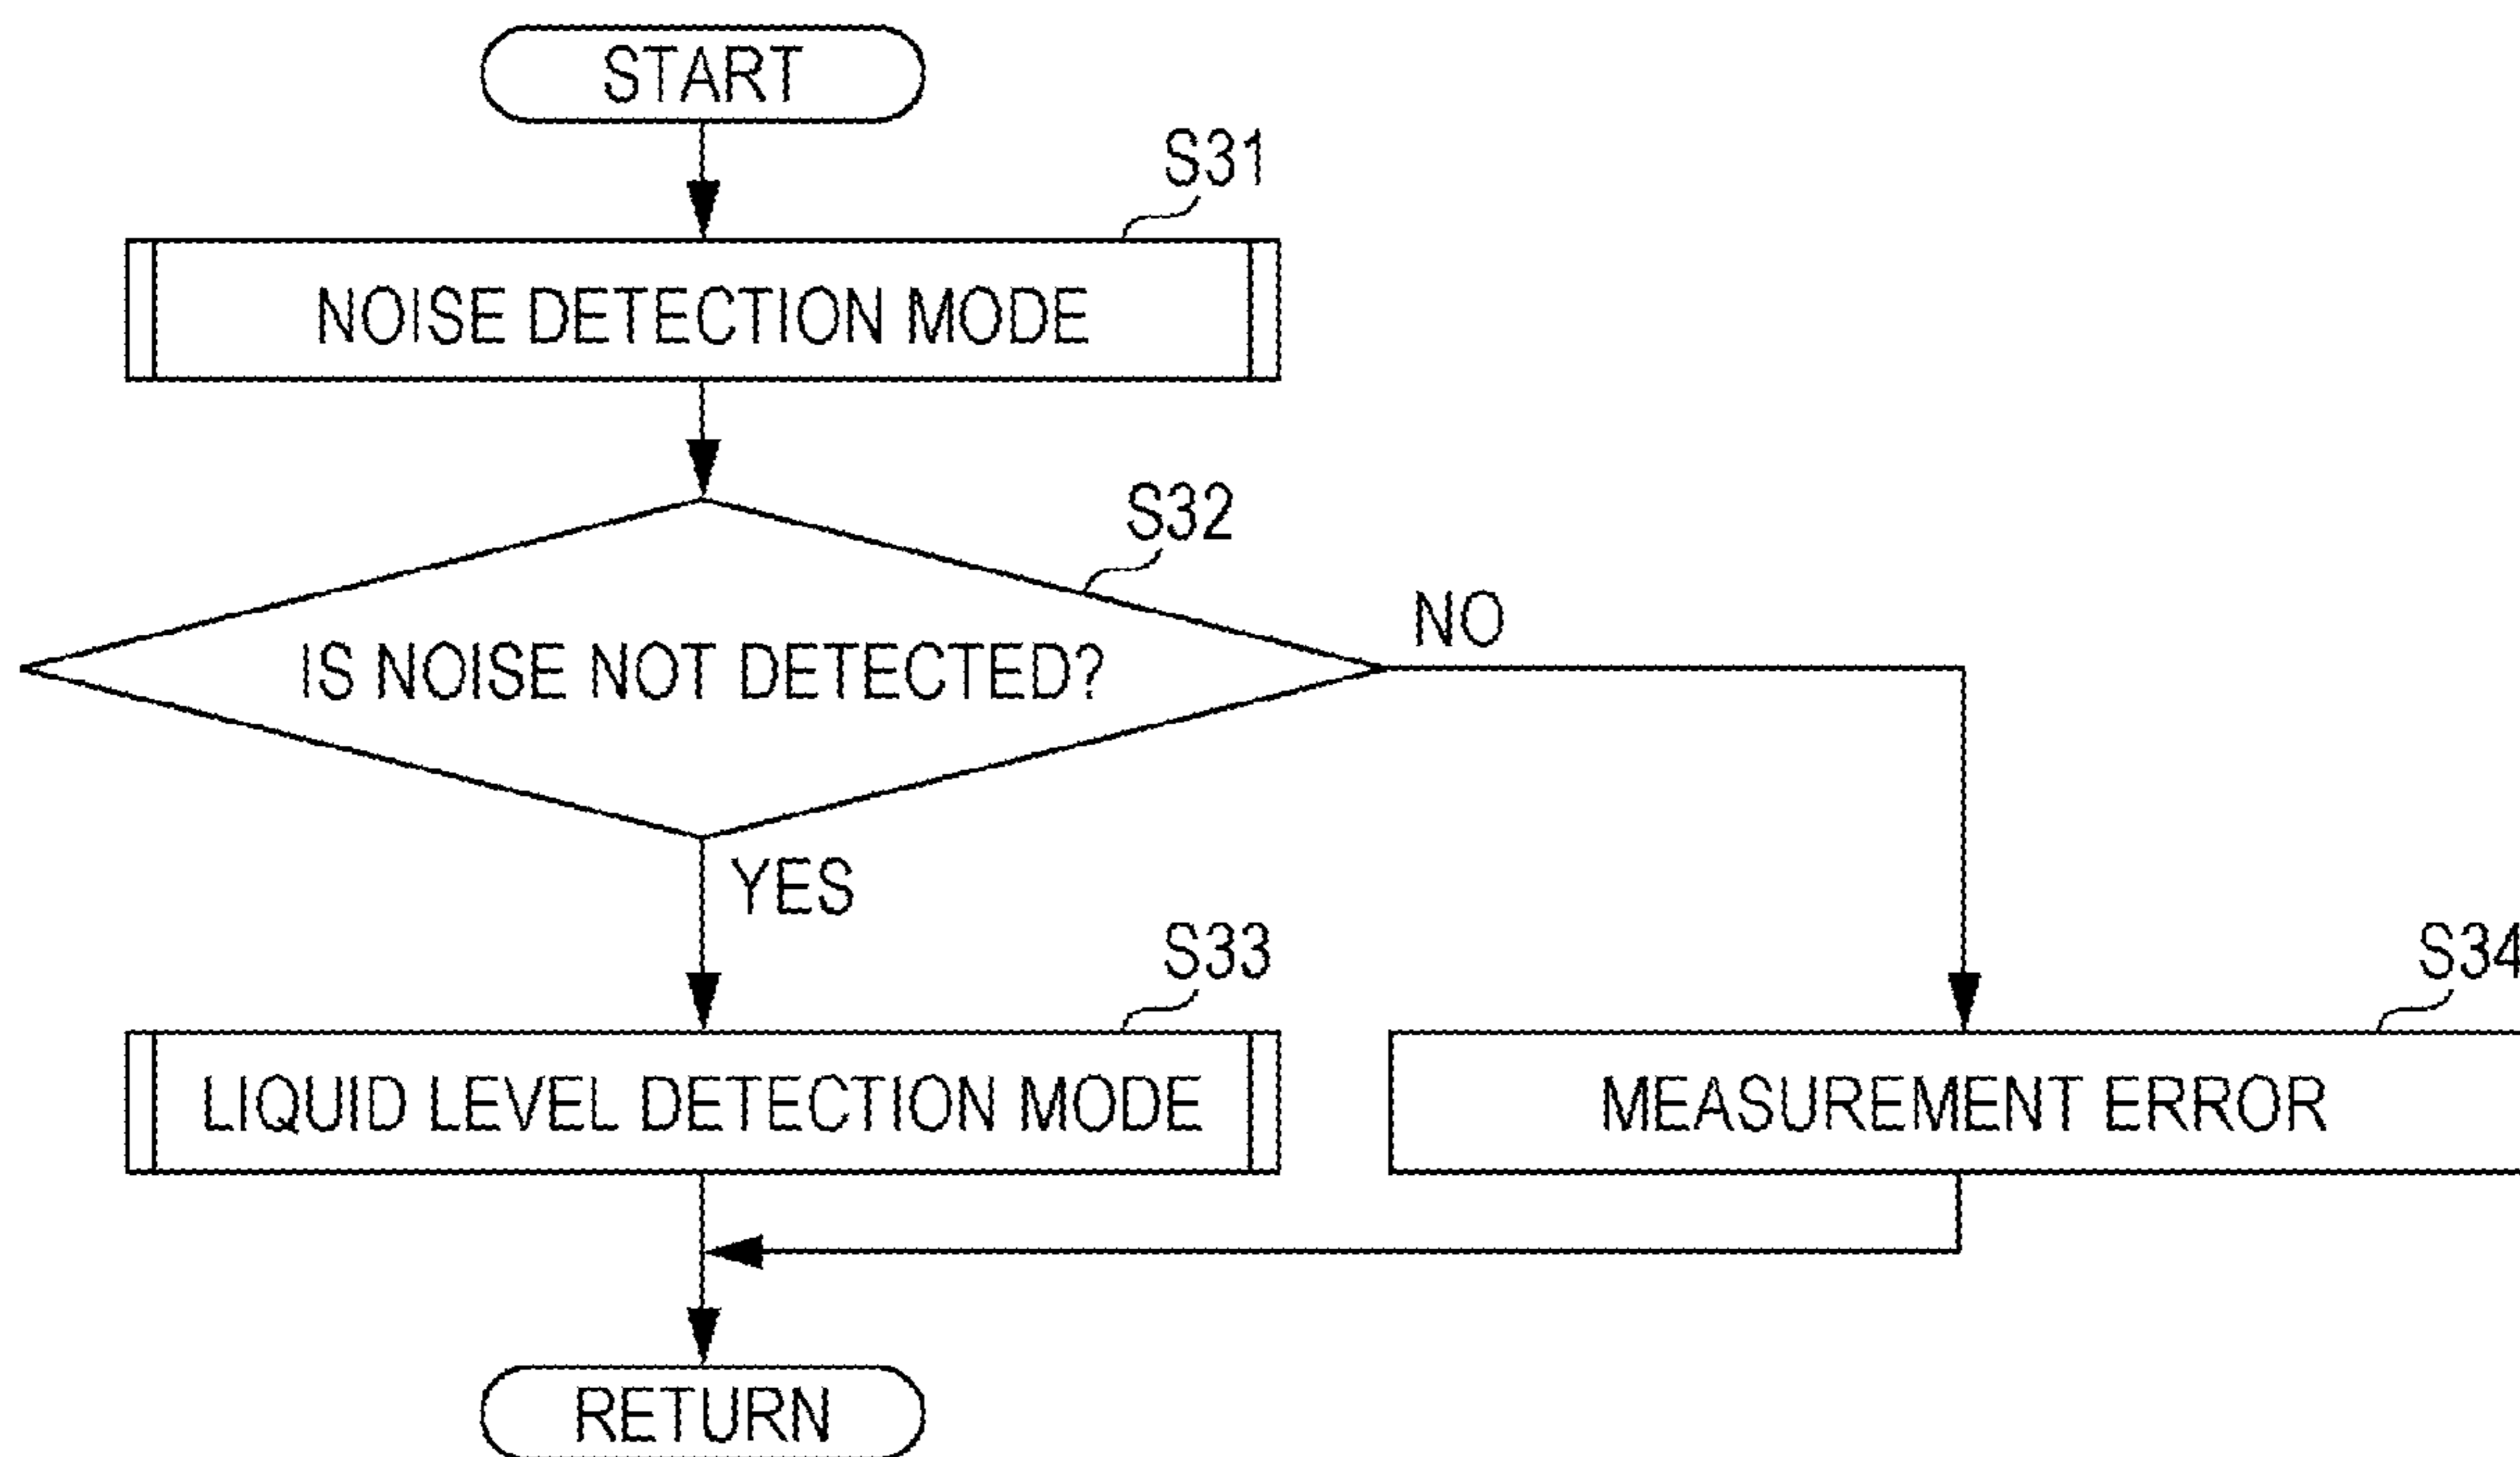 START
S31
NOISE DETECTION MODE
S32
IS NOISE NOT DETECTED?
NO
YES
S33
S34
LIQUID LEVEL DETECTION MODE
MEASUREMENT ERROR
RETURN